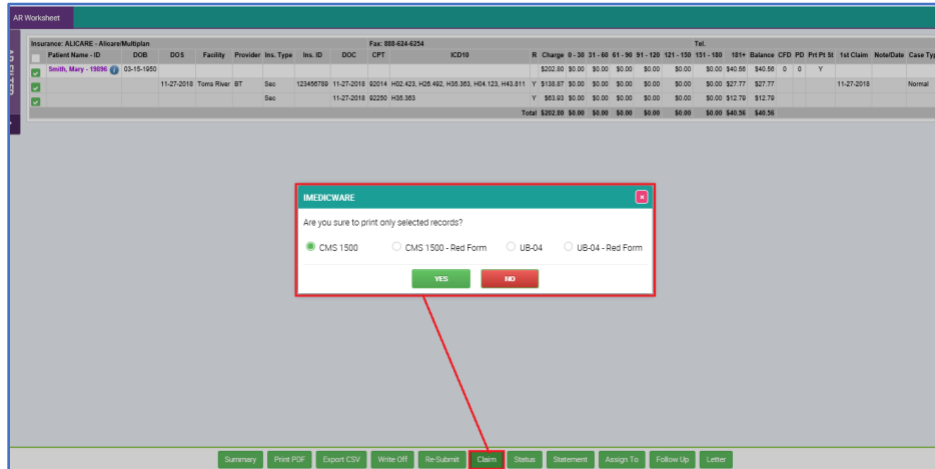 AR Worksheet
AR FILTER
Insurance: ALICARE - Alicare/Multiplan Fax: 888-624-6254 Tel.
Patient Name - ID DOB DOS Facility Provider Ins. Type Ins. ID DOC CPT ICD10 R Charge 0 - 30 31 - 60 61 - 90 91 - 120 121 - 150 151 - 180 181+ Balance CFD PD Prt Pt St 1st Claim Note/Date Case Typ
Smith, Mary - 19896 03-15-1950 $202.80 $0.00 $0.00 $0.00 $0.00 $0.00 $0.00 $40.56 $40.56 0 0 Y
11-27-2018 Toms River BT Sec 123456789 11-27-2018 92014 H02.423, H26.492, H35.363, H04.123, H43.811 Y $138.87 $0.00 $0.00 $0.00 $0.00 $0.00 $0.00 $27.77 $27.77 11-27-2018 Normal
Sec 11-27-2018 92250 H35.363 Y $63.93 $0.00 $0.00 $0.00 $0.00 $0.00 $0.00 $12.79 $12.79
Total $202.80 $0.00 $0.00 $0.00 $0.00 $0.00 $0.00 $40.56 $40.56
IMEDICWARE
Are you sure to print only selected records?
CMS 1500 CMS 1500 - Red Form UB-04 UB-04 - Red Form
YES NO
Summary Print PDF Export CSV Write Off Re-Submit Claim Status Statement Assign To Follow Up Letter